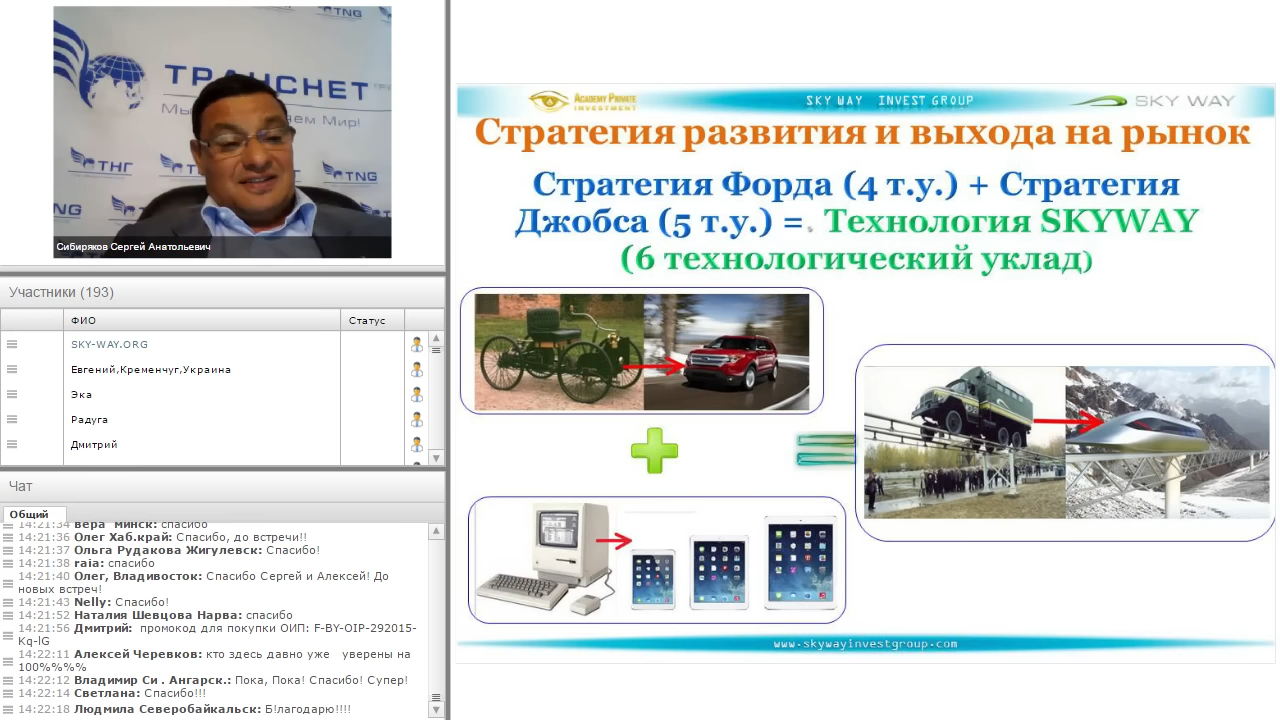 TNG
TNG
ТРАНСНЕТ
Мы
аем Мир!
ТНГ
TNG
NG
Сибиряков Сергей Анатольевич
Участники (193)
ФИО
Статус
SKY-WAY.ORG
Евгений,Кременчуг,Украина
Эка
Радуга
Дмитрий
Чат
Общий
14:21:34 вера минск: спасибо
14:21:36 Олег Хаб.край: Спасибо, до встречи!!
14:21:37 Ольга Рудакова Жигулевск: Спасибо!
14:21:38 raia: спасибо
14:21:40 Олег, Владивосток: Спасибо Сергей и Алексей! До
новых встреч!
14:21:43 Nelly: Спасибо!
14:21:52 Наталия Шевцова Нарва: спасибо
14:21:56 Дмитрий: промокод для покупки ОИП: F-BY-OIP-292015-
Kq-IG
14:22:11 Алексей Черевков: кто здесь давно уже уверены на
100%%%%
14:22:12 Владимир Си . Ангарск.: Пока, Пока! Спасибо! Супер!
14:22:14 Светлана: Спасибо!!!
14:22:18 Людмила Северобайкальск: Б!лагодарю!!!!
ACADEMY PRIVATE
INVESTMENT
SKY WAY INVEST GROUP
SKY WAY
Стратегия развития и выхода на рынок
Стратегия Форда (4 т.у.) + Стратегия
Джобса (5 т.у.) = Технология SKYWAY
(6 технологический уклад)
www.skywayinvestgroup.com